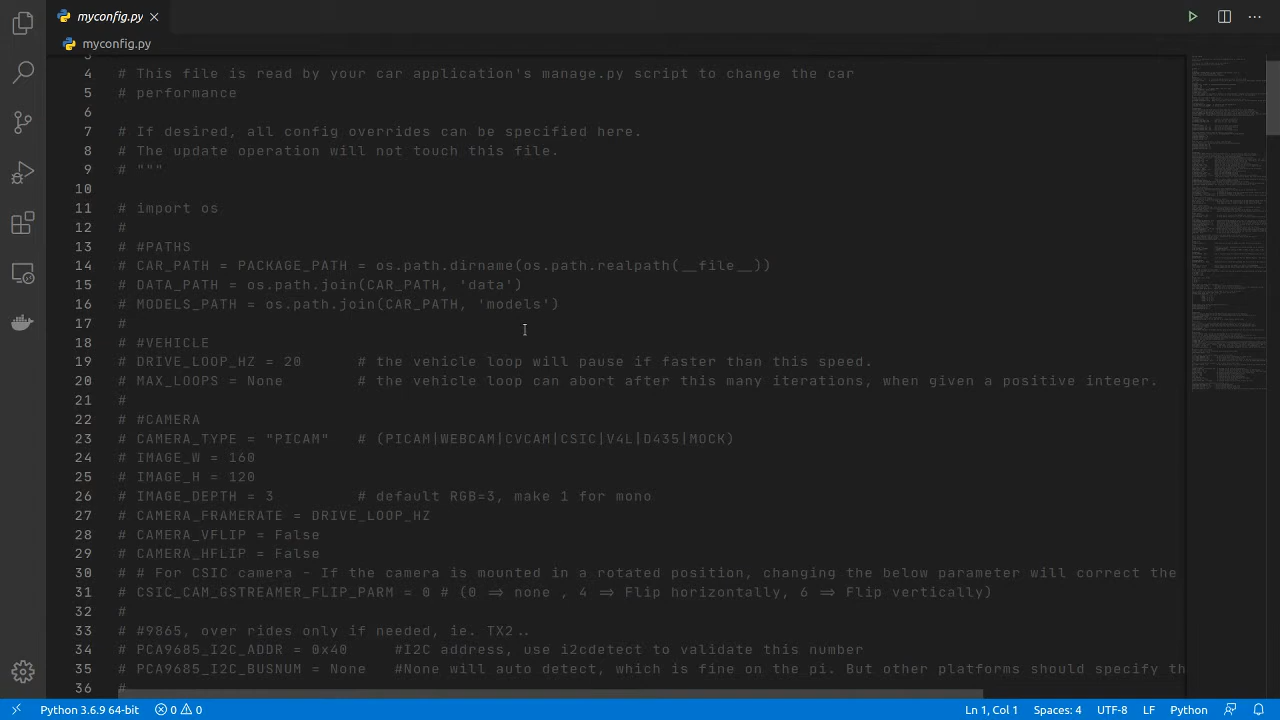 myconfig.py
myconfig.py
3
4 # This file is read by your car application's manage.py script to change the car
5 # performance
6
7 # If desired, all config overrides can be specified here.
8 # The update operation will not touch this file.
9 # """
10
11 # import os
12 #
13 # #PATHS
14 # CAR_PATH = PACKAGE_PATH = os.path.dirname(os.path.realpath(__file__))
15 # DATA_PATH = os.path.join(CAR_PATH, 'data')
16 # MODELS_PATH = os.path.join(CAR_PATH, 'models')
17 #
18 # #VEHICLE
19 # DRIVE_LOOP_HZ = 20 # the vehicle loop will pause if faster than this speed.
20 # MAX_LOOPS = None # the vehicle loop can abort after this many iterations, when given a positive integer.
21 #
22 # #CAMERA
23 # CAMERA_TYPE = "PICAM" # (PICAM|WEBCAM|CVCAM|CSIC|V4L|D435|MOCK)
24 # IMAGE_W = 160
25 # IMAGE_H = 120
26 # IMAGE_DEPTH = 3 # default RGB=3, make 1 for mono
27 # CAMERA_FRAMERATE = DRIVE_LOOP_HZ
28 # CAMERA_VFLIP = False
29 # CAMERA_HFLIP = False
30 # # For CSIC camera - If the camera is mounted in a rotated position, changing the below parameter will correct the
31 # CSIC_CAM_GSTREAMER_FLIP_PARM = 0 # (0 => none , 4 => Flip horizontally, 6 => Flip vertically)
32 #
33 # #9865, over rides only if needed, ie. TX2..
34 # PCA9685_I2C_ADDR = 0x40 #I2C address, use i2cdetect to validate this number
35 # PCA9685_I2C_BUSNUM = None #None will auto detect, which is fine on the pi. But other platforms should specify th
36 #
Python 3.6.9 64-bit 0 0 Ln 1, Col 1 Spaces: 4 UTF-8 LF Python